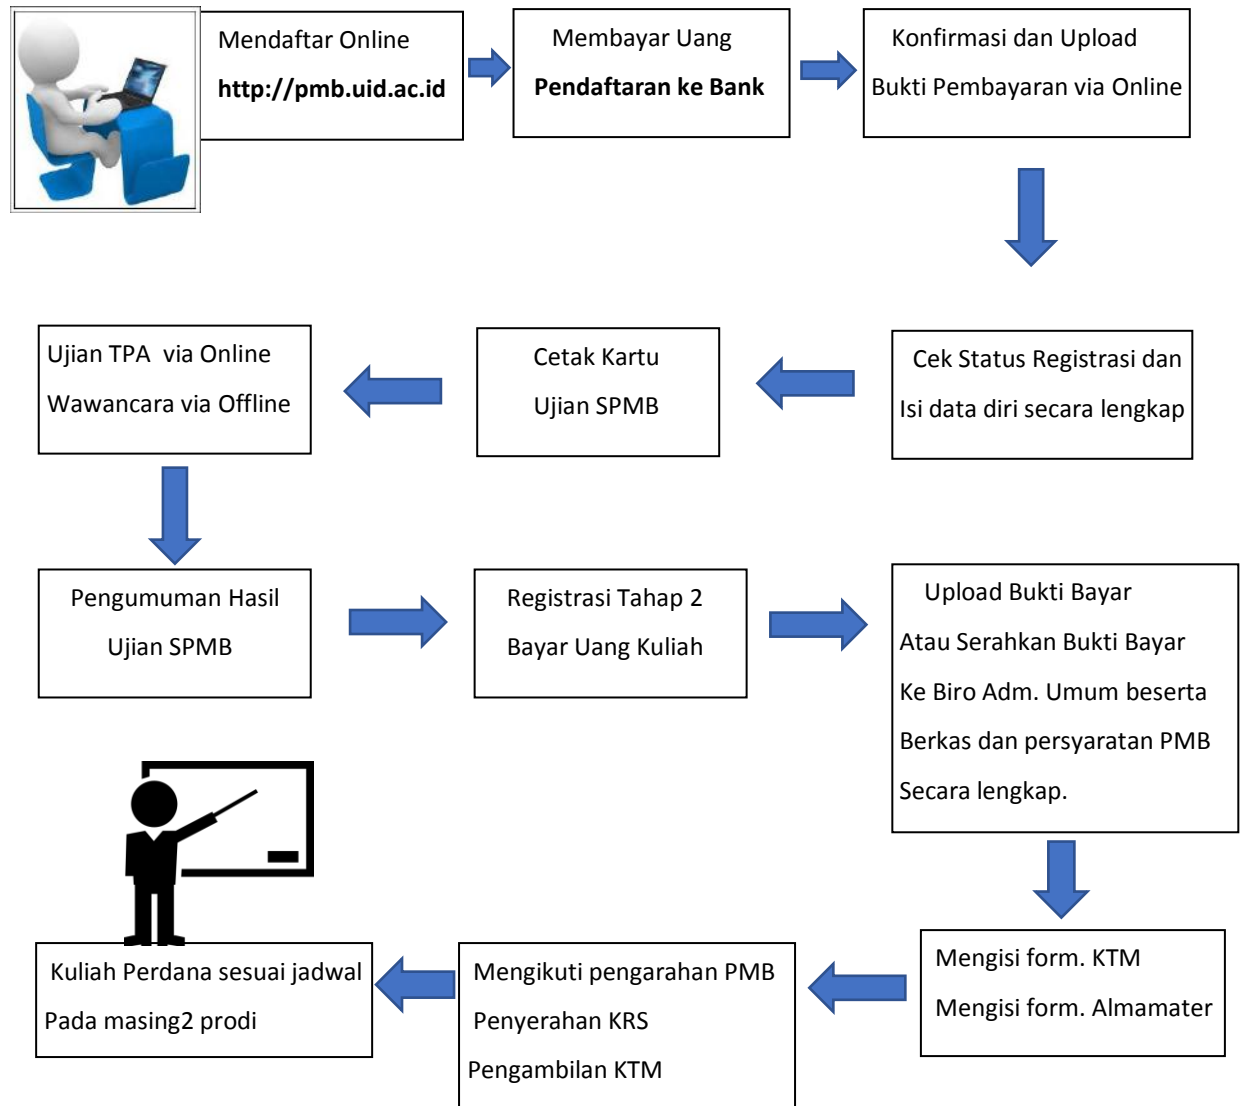 Mendaftar Online
http://pmb.uid.ac.id
Membayar Uang
Pendaftaran ke Bank
Konfirmasi dan Upload
Bukti Pembayaran via Online
Cek Status Registrasi dan
Isi data diri secara lengkap
Cetak Kartu
Ujian SPMB
Ujian TPA via Online
Wawancara via Offline
Pengumuman Hasil
Ujian SPMB
Registrasi Tahap 2
Bayar Uang Kuliah
Upload Bukti Bayar
Atau Serahkan Bukti Bayar
Ke Biro Adm. Umum beserta
Berkas dan persyaratan PMB
Secara lengkap.
Mengisi form. KTM
Mengisi form. Almamater
Mengikuti pengarahan PMB
Penyerahan KRS
Pengambilan KTM
Kuliah Perdana sesuai jadwal
Pada masing2 prodi